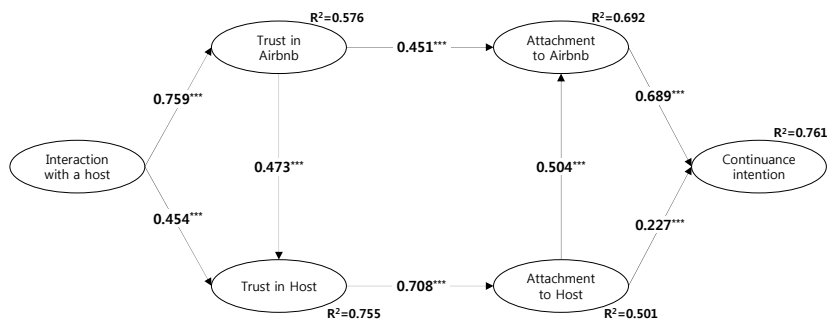 R²=0.576
R²=0.692
Trust in
Airbnb
0.451***
Attachment
to Airbnb
0.759***
0.689***
R²=0.761
Interaction
with a host
0.473***
0.504***
Continuance
intention
0.454***
0.227***
Trust in Host
0.708***
Attachment
to Host
R²=0.755
R²=0.501